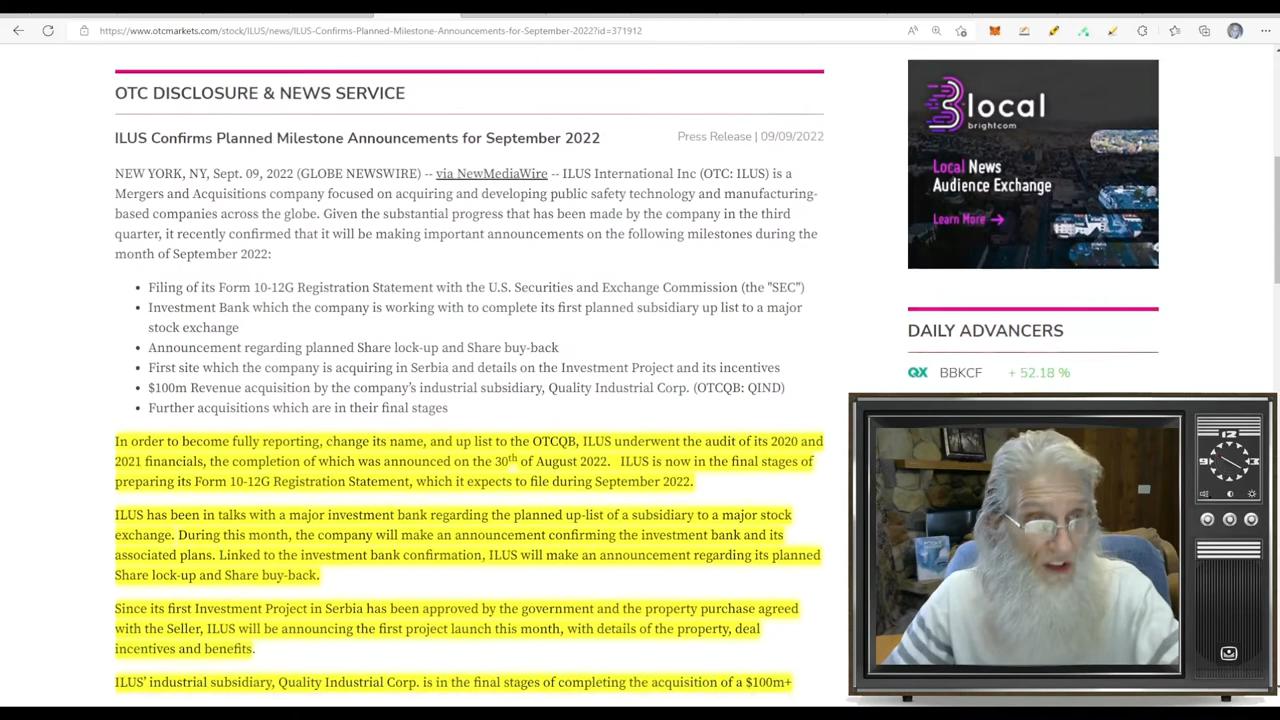 https://www.otcmarkets.com/stock/ILUS/news/ILUS-Confirms-Planned-Milestone-Announcements-for-September-2022?id=371912
OTC DISCLOSURE & NEWS SERVICE
ILUS Confirms Planned Milestone Announcements for September 2022
Press Release | 09/09/2022
NEW YORK, NY, Sept. 09, 2022 (GLOBE NEWSWIRE) -- via NewMediaWire -- ILUS International Inc (OTC: ILUS) is a
Mergers and Acquisitions company focused on acquiring and developing public safety technology and manufacturing-
based companies across the globe. Given the substantial progress that has been made by the company in the third
quarter, it recently confirmed that it will be making important announcements on the following milestones during the
month of September 2022:
• Filing of its Form 10-12G Registration Statement with the U.S. Securities and Exchange Commission (the "SEC")
• Investment Bank which the company is working with to complete its first planned subsidiary up list to a major
stock exchange
• Announcement regarding planned Share lock-up and Share buy-back
• First site which the company is acquiring in Serbia and details on the Investment Project and its incentives
• $100m Revenue acquisition by the company's industrial subsidiary, Quality Industrial Corp. (OTCQB: QIND)
• Further acquisitions which are in their final stages
In order to become fully reporting, change its name, and up list to the OTCQB, ILUS underwent the audit of its 2020 and
2021 financials, the completion of which was announced on the 30th of August 2022. ILUS is now in the final stages of
preparing its Form 10-12G Registration Statement, which it expects to file during September 2022.
ILUS has been in talks with a major investment bank regarding the planned up-list of a subsidiary to a major stock
exchange. During this month, the company will make an announcement confirming the investment bank and its
associated plans. Linked to the investment bank confirmation, ILUS will make an announcement regarding its planned
Share lock-up and Share buy-back.
Since its first Investment Project in Serbia has been approved by the government and the property purchase agreed
with the Seller, ILUS will be announcing the first project launch this month, with details of the property, deal
incentives and benefits.
ILUS' industrial subsidiary, Quality Industrial Corp. is in the final stages of completing the acquisition of a $100m+
local
brightcom
Local News
Audience Exchange
Learn More →
DAILY ADVANCERS
QX BBKCF + 52.18 %
12